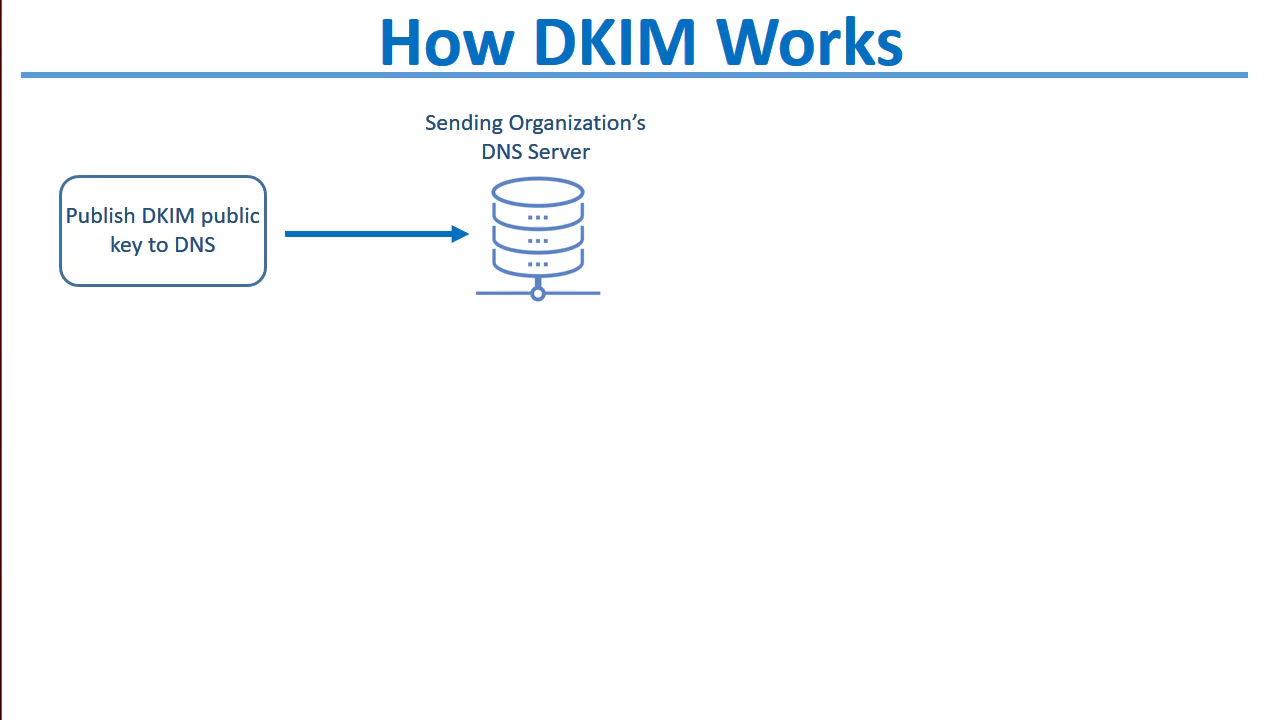 How DKIM Works
Sending Organization’s
DNS Server
Publish DKIM public
key to DNS